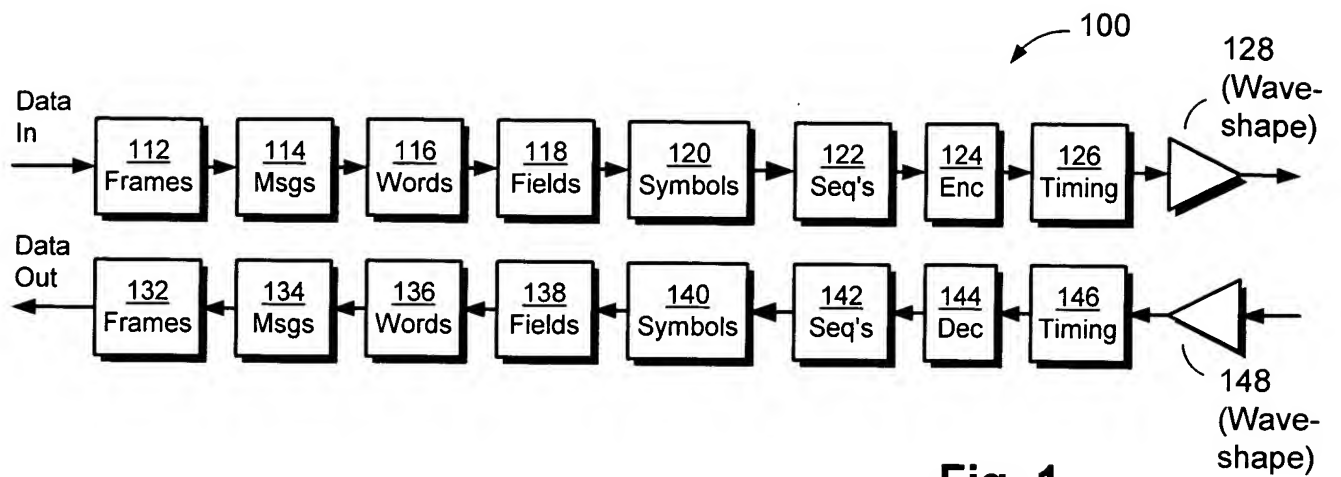 100
128
(Wave-
shape)
Data
In
112
Frames
114
Msgs
116
Words
118
Fields
120
Symbols
122
Seq's
124
Enc
126
Timing
Data
Out
132
Frames
134
Msgs
136
Words
138
Fields
140
Symbols
142
Seq's
144
Dec
146
Timing
148
(Wave-
shape)
Fig. 1